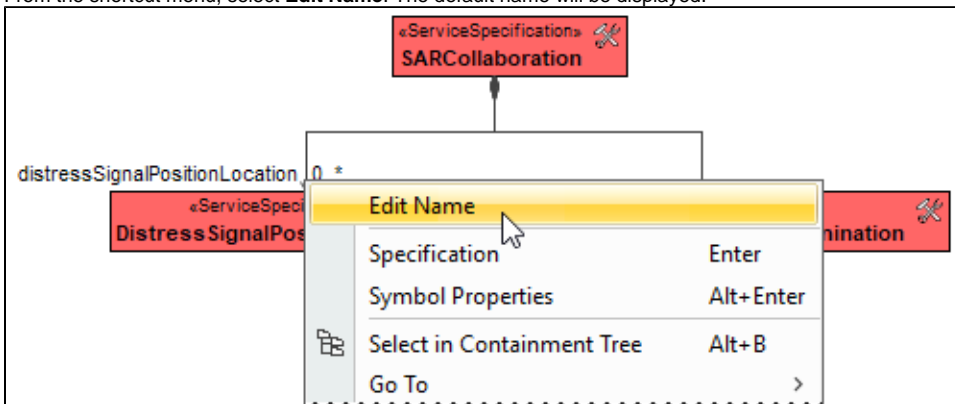 From the shortcut menu, select Edit Name. The default name will be displayed.
«ServiceSpecification»
SARCollaboration
distressSignalPositionLocation 0 *
«ServiceSpeci
DistressSignalPos
mination
Edit Name
Specification Enter
Symbol Properties Alt+Enter
Select in Containment Tree Alt+B
Go To >